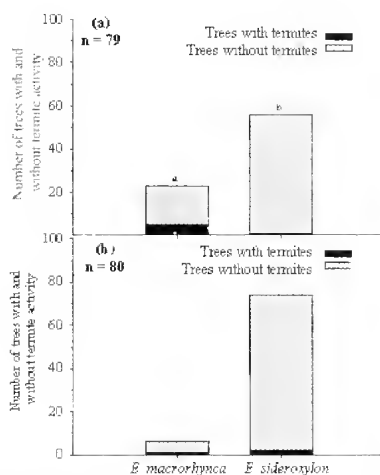 100
(a)
n = 79
Trees with termites
Trees without termites
80
60
40
20
a
b
Number of trees with and
without termite activity
100
(b)
n = 80
Trees with termites
Trees without termites
80
60
40
20
0
Number of trees with and
without termite activity
E macrorhynca
E sideroxylon